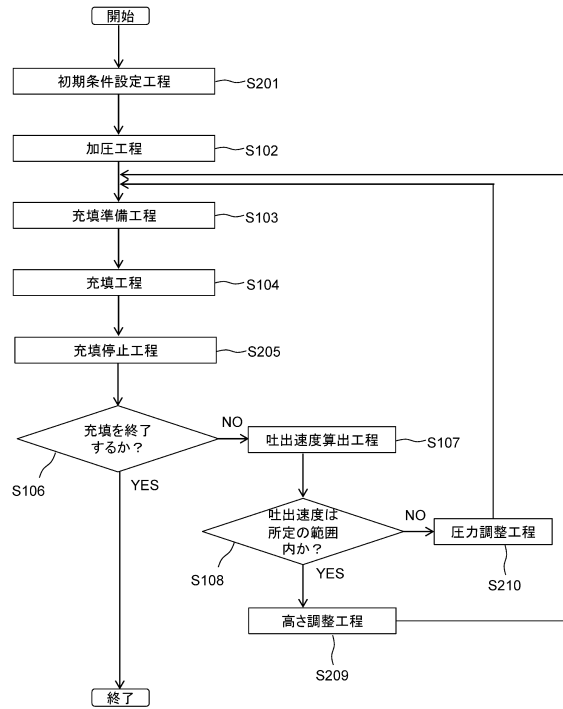 開始
初期条件設定工程
S201
加圧工程
S102
充填準備工程
S103
充填工程
S104
充填停止工程
S205
充填を終了
するか？
S106
NO
YES
吐出速度算出工程
S107
吐出速度は
所定の範囲
内か？
S108
NO
YES
圧力調整工程
S210
高さ調整工程
S209
終了